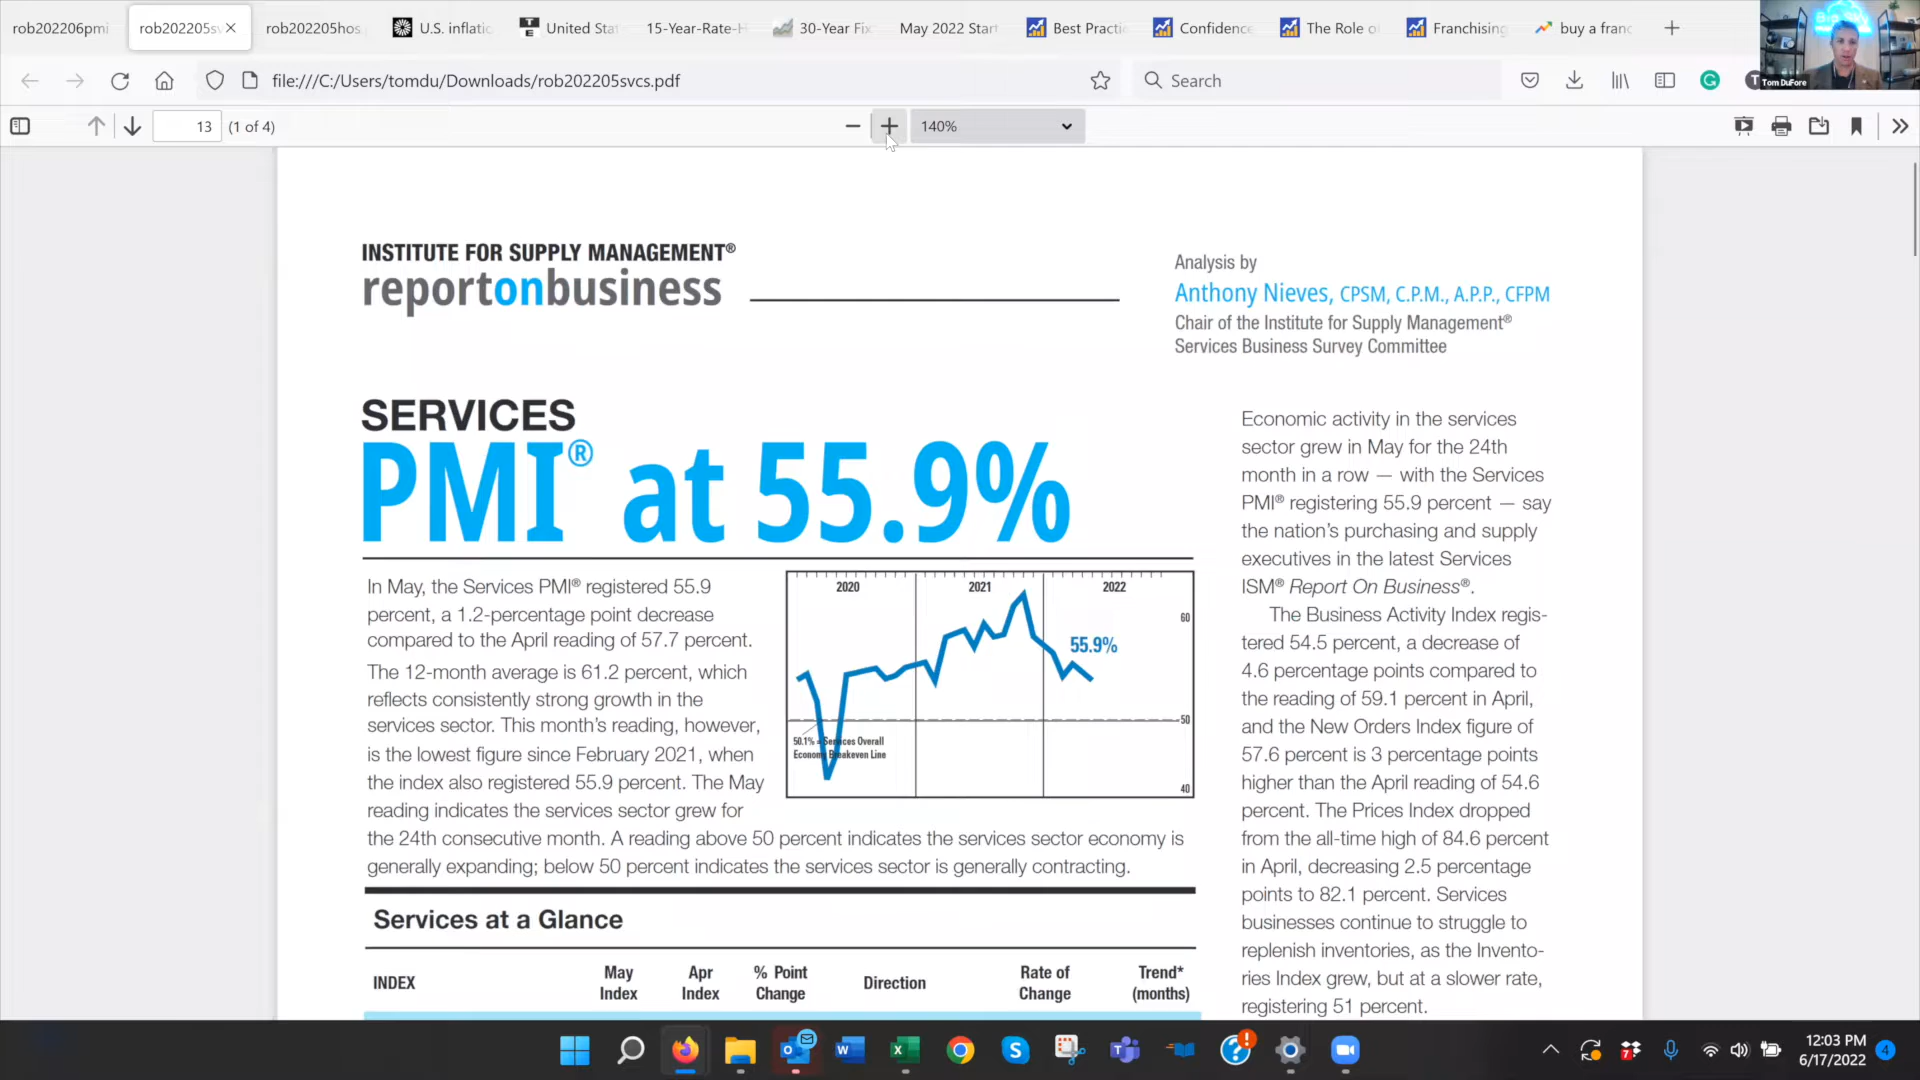 rob202206pmi
rob202205sv
rob202205hos
U.S. inflatio
United Sta
15-Year-Rate-H
30-Year Fix
May 2022 Start
Best Practi
Confidence
The Role o
Franchising
buy a franc
file:///C:/Users/tomdu/Downloads/rob202205svcs.pdf
Search
Tom DuFore
13 (1 of 4)
140%
INSTITUTE FOR SUPPLY MANAGEMENT®
reportonbusiness
Analysis by
Anthony Nieves, CPSM, C.P.M., A.P.P., CFPM
Chair of the Institute for Supply Management®
Services Business Survey Committee
SERVICES
PMI® at 55.9%
In May, the Services PMI® registered 55.9
percent, a 1.2-percentage point decrease
compared to the April reading of 57.7 percent.
The 12-month average is 61.2 percent, which
reflects consistently strong growth in the
services sector. This month's reading, however,
is the lowest figure since February 2021, when
the index also registered 55.9 percent. The May
reading indicates the services sector grew for
the 24th consecutive month. A reading above 50 percent indicates the services sector economy is
generally expanding; below 50 percent indicates the services sector is generally contracting.
2020
2021
2022
60
55.9%
50
50.1% = Services Overall
Economy Breakeven Line
40
Services at a Glance
INDEX
May Index
Apr Index
% Point Change
Direction
Rate of Change
Trend* (months)
Economic activity in the services
sector grew in May for the 24th
month in a row — with the Services
PMI® registering 55.9 percent — say
the nation's purchasing and supply
executives in the latest Services
ISM® Report On Business®.
The Business Activity Index regis-
tered 54.5 percent, a decrease of
4.6 percentage points compared to
the reading of 59.1 percent in April,
and the New Orders Index figure of
57.6 percent is 3 percentage points
higher than the April reading of 54.6
percent. The Prices Index dropped
from the all-time high of 84.6 percent
in April, decreasing 2.5 percentage
points to 82.1 percent. Services
businesses continue to struggle to
replenish inventories, as the Invento-
ries Index grew, but at a slower rate,
registering 51 percent.
12:03 PM
6/17/2022
4